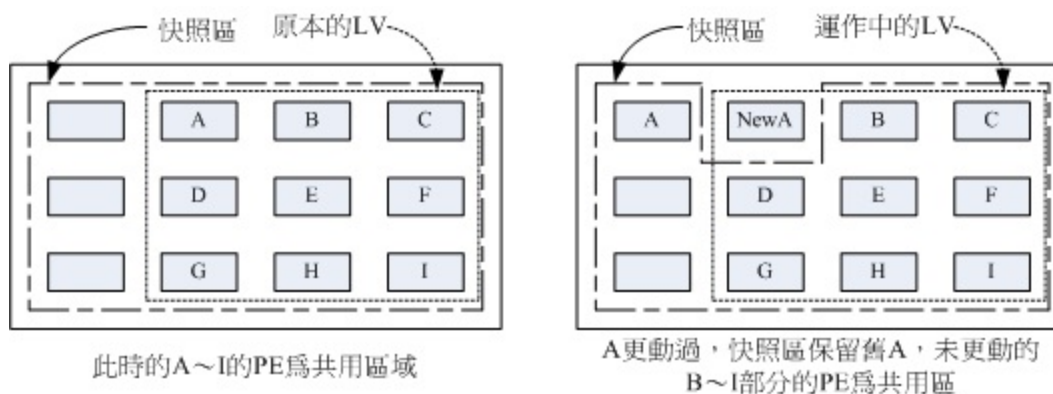 快照區 原本的LV
A B C
D E F
G H I
此時的A～I的PE為共用區域
快照區 運作中的LV
A NewA B C
D E F
G H I
A更動過，快照區保留舊A，未更動的
B～I部分的PE為共用區